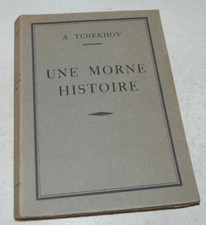 A. TCHEKHOV
UNE MORNE
HISTOIRE